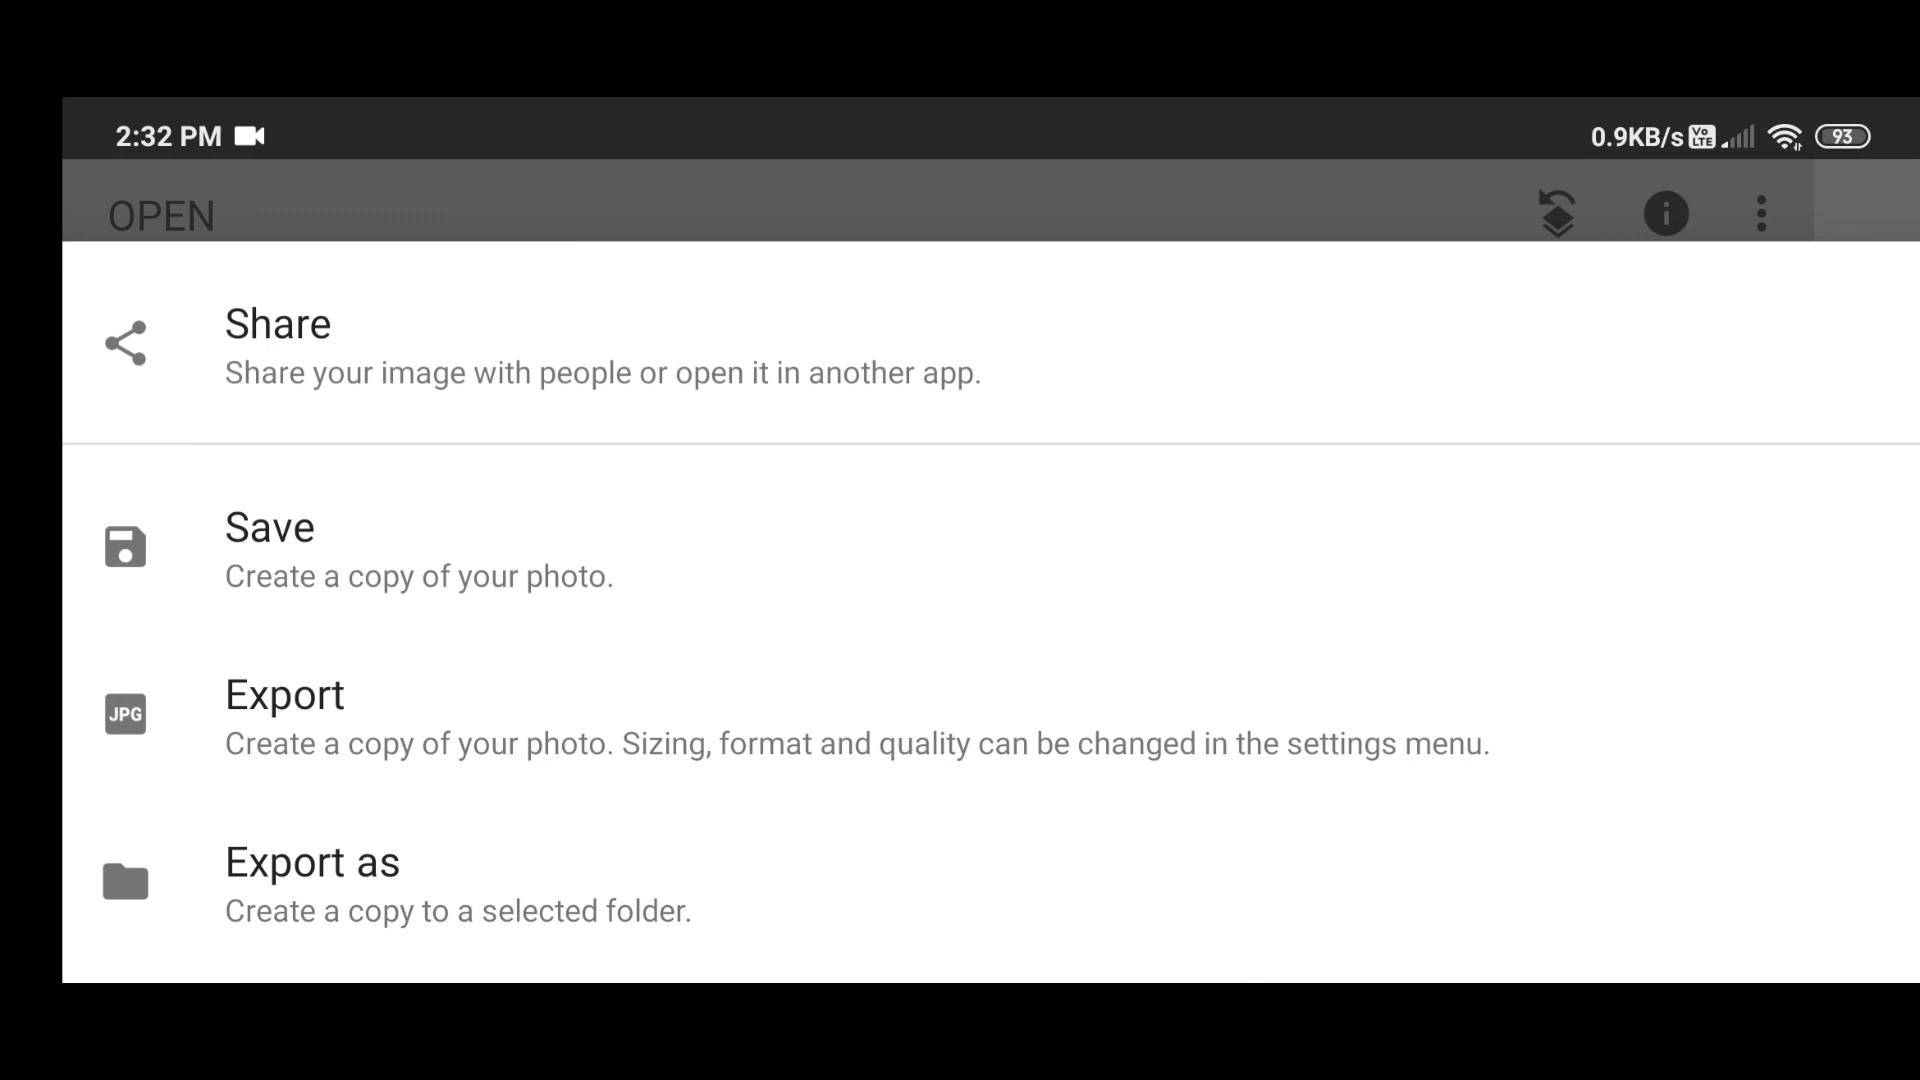 2:32 PM 0.9KB/s Vo LTE 93
OPEN
Share
Share your image with people or open it in another app.
Save
Create a copy of your photo.
JPG
Export
Create a copy of your photo. Sizing, format and quality can be changed in the settings menu.
Export as
Create a copy to a selected folder.